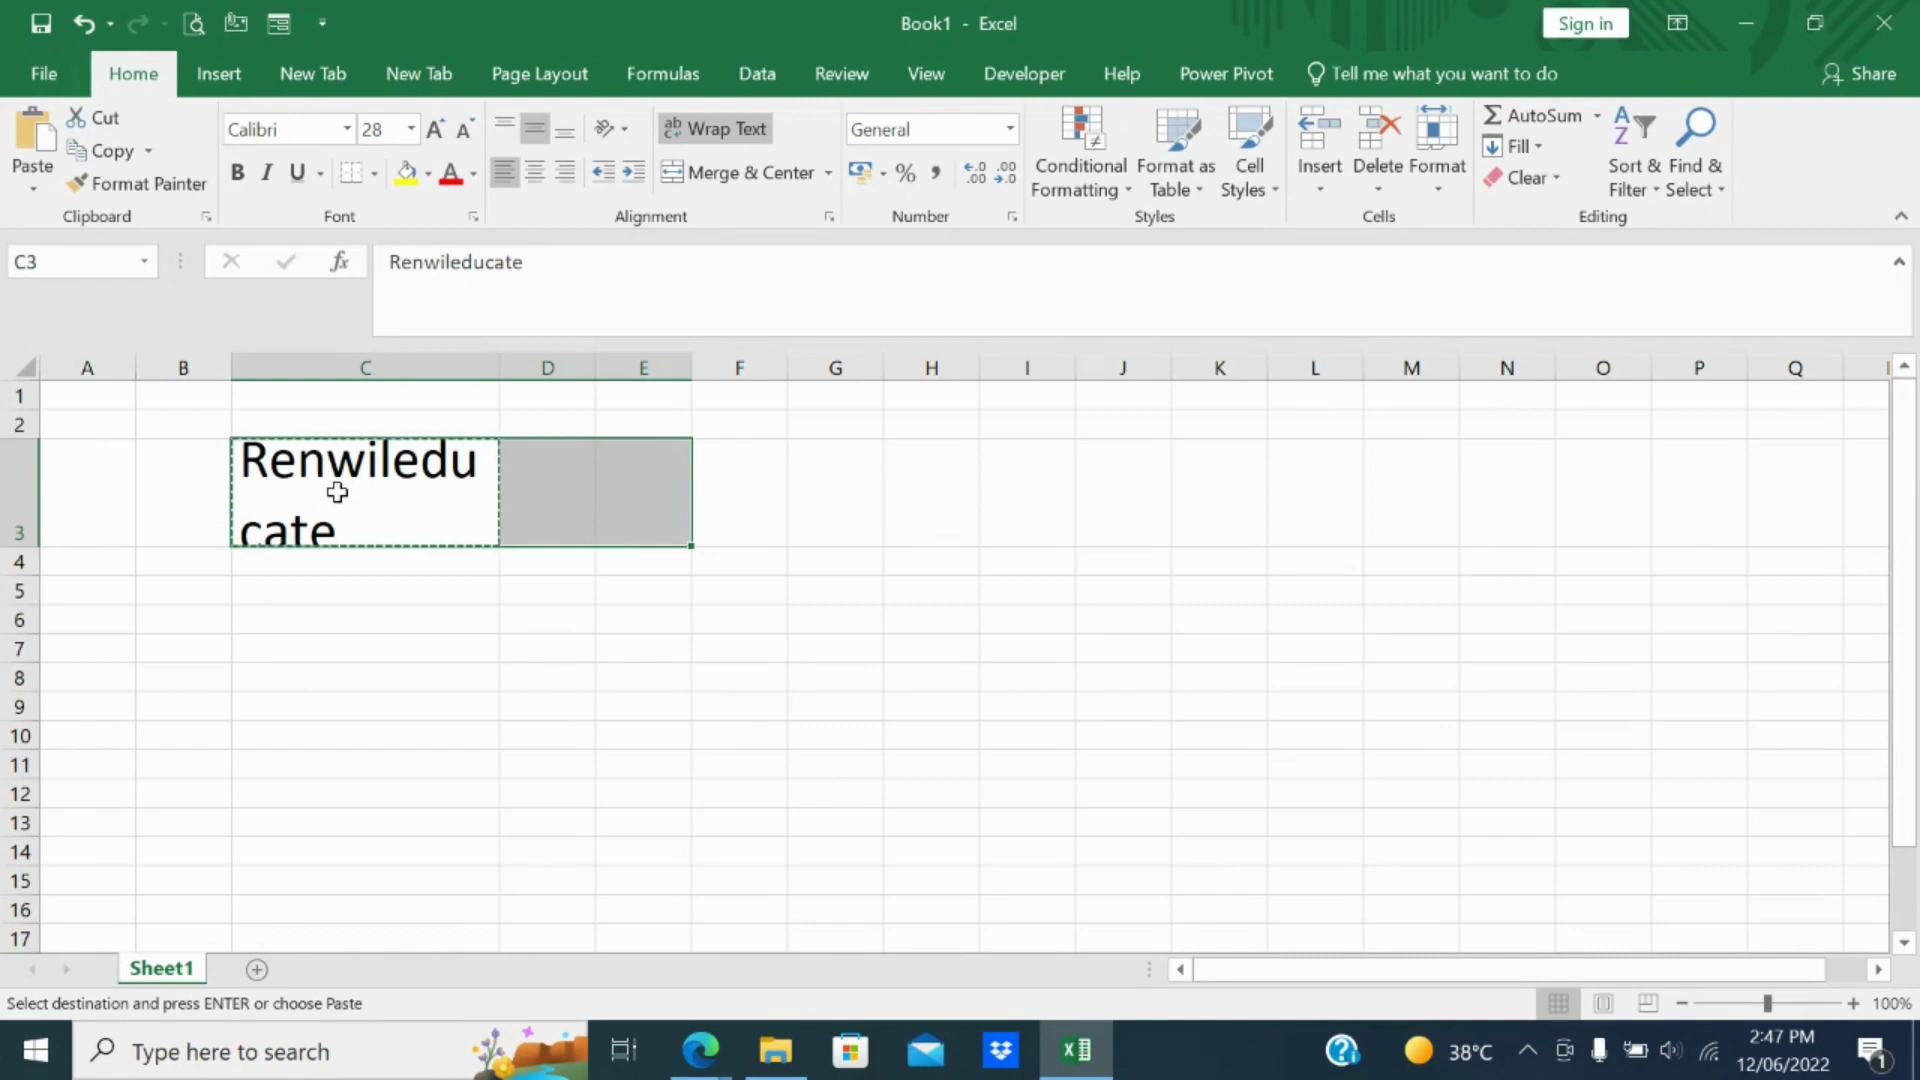 Book1 - Excel
Sign in
File
Home
Insert
New Tab
New Tab
Page Layout
Formulas
Data
Review
View
Developer
Help
Power Pivot
Tell me what you want to do
Share
Paste
Cut
Copy
Format Painter
Clipboard
Calibri
28
B I U
Font
ab Wrap Text
Merge & Center
Alignment
General
%
Number
Conditional
Formatting
Format as
Table
Cell
Styles
Styles
Insert
Delete
Format
Cells
AutoSum
Fill
Clear
Sort &
Filter
Find &
Select
Editing
C3
fx
Renwileducate
A B C D E F G H I J K L M N O P Q
1
2
3
Renwiledu
cate
4
5
6
7
8
9
10
11
12
13
14
15
16
17
Sheet1
Select destination and press ENTER or choose Paste
100%
Type here to search
38°C
2:47 PM
12/06/2022
1